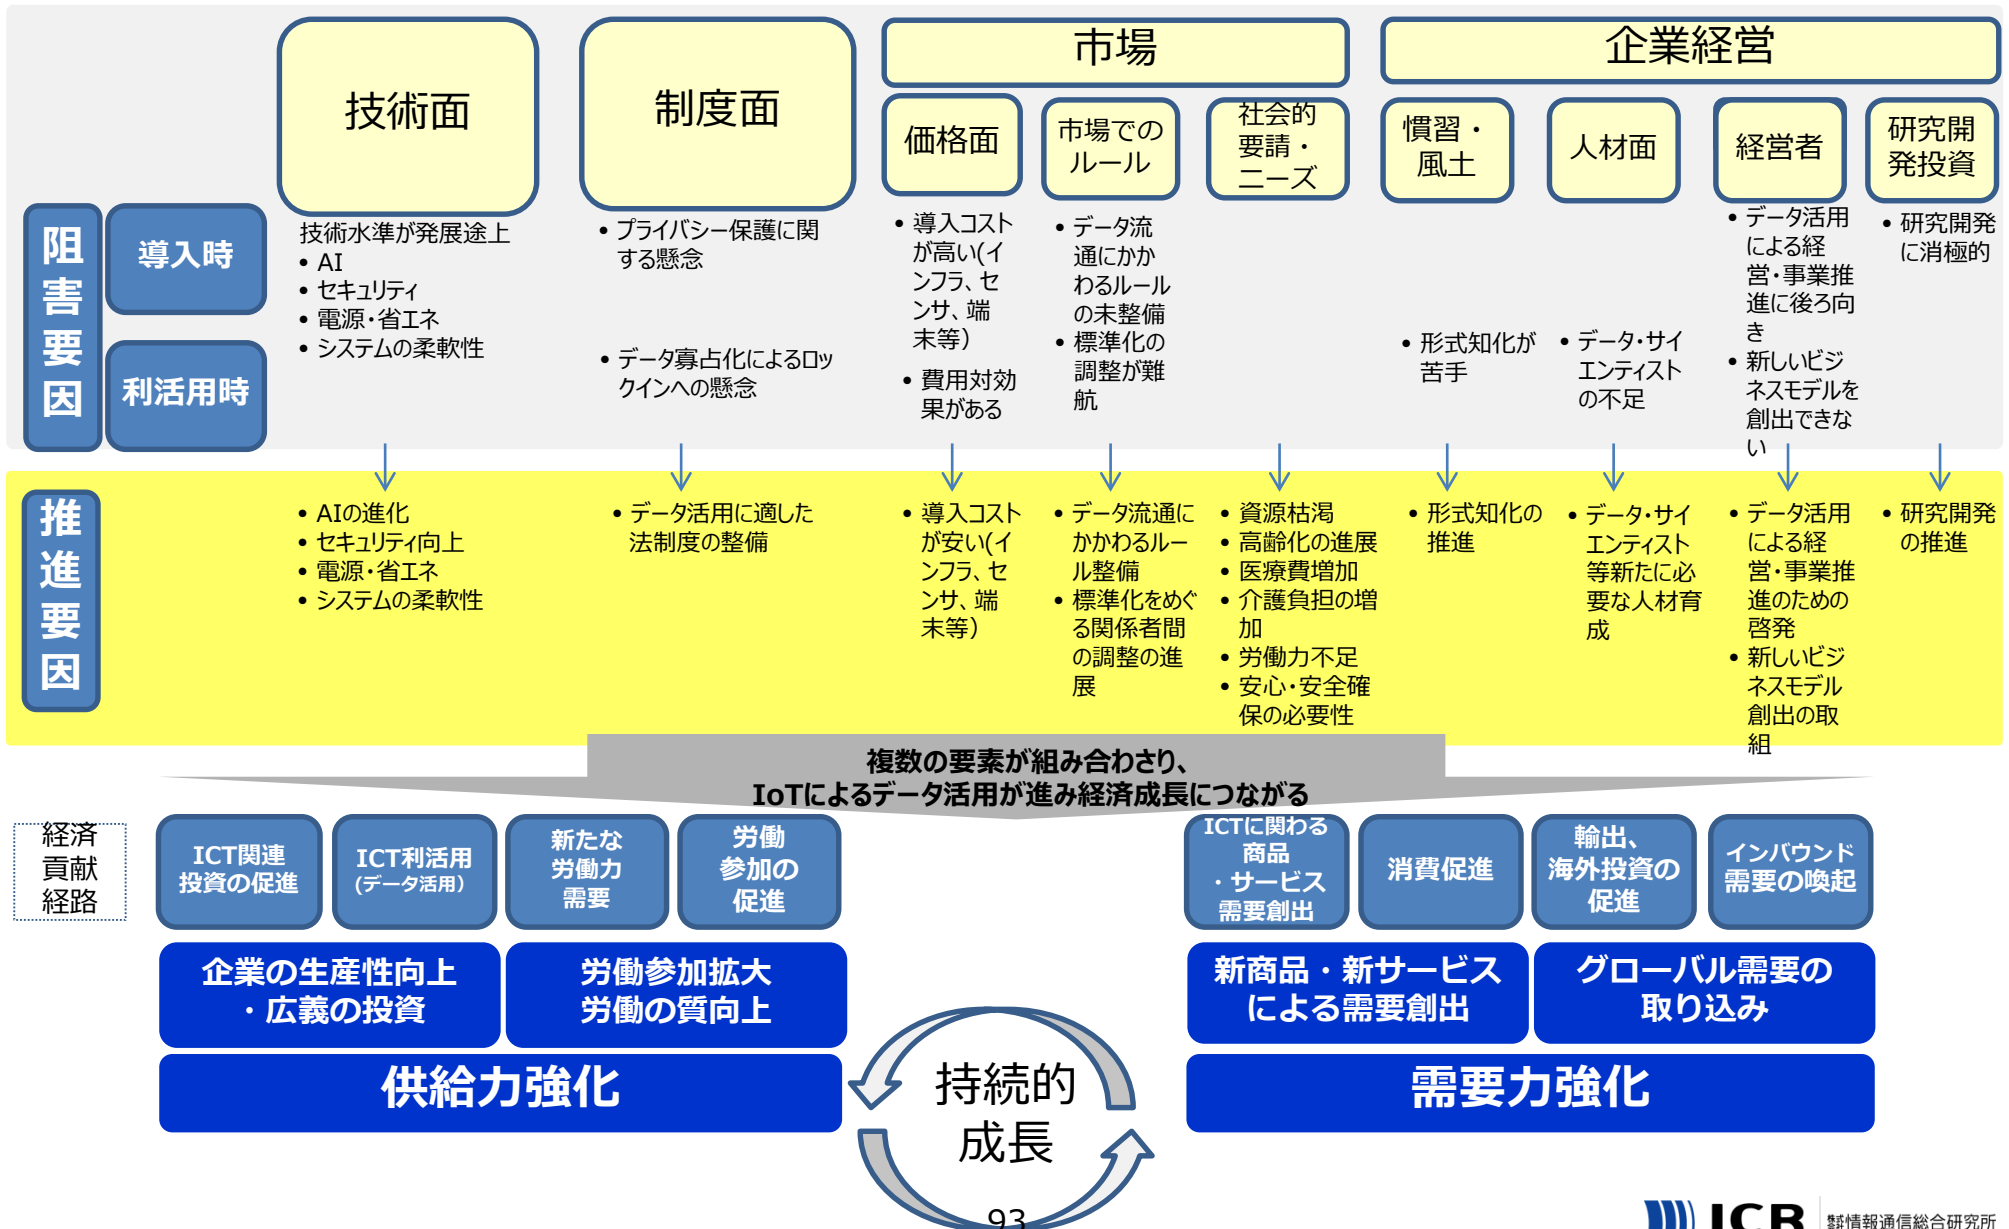 技術面
制度面
市場
企業経営
価格面
市場での
ルール
社会的
要請・
ニーズ
慣習・
風土
人材面
経営者
研究開
発投資
阻害要因
導入時
利活用時
技術水準が発展途上
• AI
• セキュリティ
• 電源・省エネ
• システムの柔軟性
• プライバシー保護に関
する懸念
• データ寡占化によるロッ
クインへの懸念
• 導入コスト
が高い(イ
ンフラ、セ
ンサ、端
末等）
• 費用対効
果がある
• データ流
通にかか
わるルール
の未整備
• 標準化の
調整が難
航
• 形式知化が
苦手
• データ・サイ
エンティスト
の不足
• データ活用
による経
営・事業推
進に後ろ向
き
• 新しいビジ
ネスモデルを
創出できな
い
• 研究開発
に消極的
推進要因
• AIの進化
• セキュリティ向上
• 電源・省エネ
• システムの柔軟性
• データ活用に適した
法制度の整備
• 導入コスト
が安い(イ
ンフラ、セ
ンサ、端
末等）
• データ流通に
かかわるルー
ル整備
• 標準化をめぐ
る関係者間
の調整の進
展
• 資源枯渇
• 高齢化の進展
• 医療費増加
• 介護負担の増
加
• 労働力不足
• 安心・安全確
保の必要性
• 形式知化の
推進
• データ・サイ
エンティスト
等新たに必
要な人材育
成
• データ活用
による経
営・事業推
進のための
啓発
• 新しいビジ
ネスモデル
創出の取
組
• 研究開発
の推進
複数の要素が組み合わさり、
IoTによるデータ活用が進み経済成長につながる
経済
貢献
経路
ICT関連
投資の促進
ICT利活用
(データ活用）
新たな
労働力
需要
労働
参加の
促進
ICTに関わる
商品
・サービス
需要創出
消費促進
輸出、
海外投資の
促進
インバウンド
需要の喚起
企業の生産性向上
・広義の投資
労働参加拡大
労働の質向上
新商品・新サービス
による需要創出
グローバル需要の
取り込み
供給力強化
需要力強化
持続的
成長
93
ICR
株式会社情報通信総合研究所